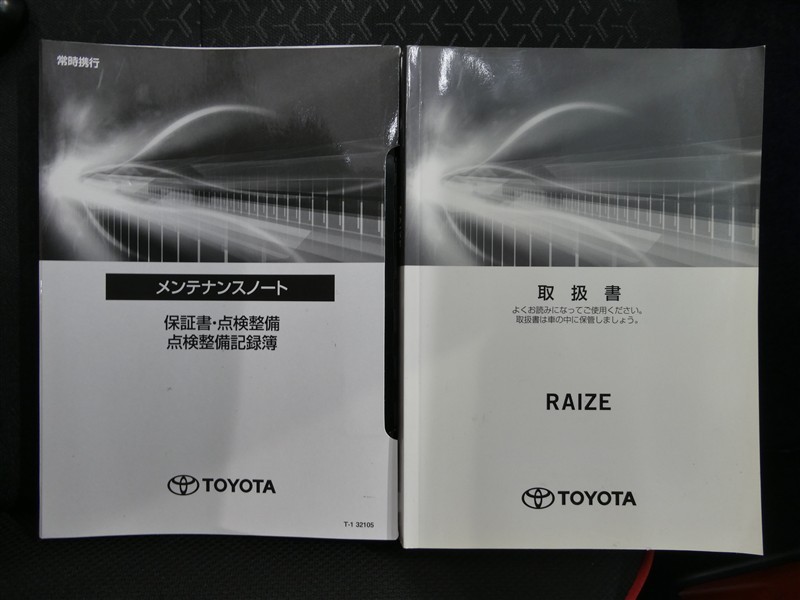 常時携行
メンテナンスノート
保証書・点検整備
点検整備記録簿
TOYOTA
T-1 32105
取扱書
よくお読みになってご使用ください。
取扱書は車の中に保管しましょう。
RAIZE
TOYOTA